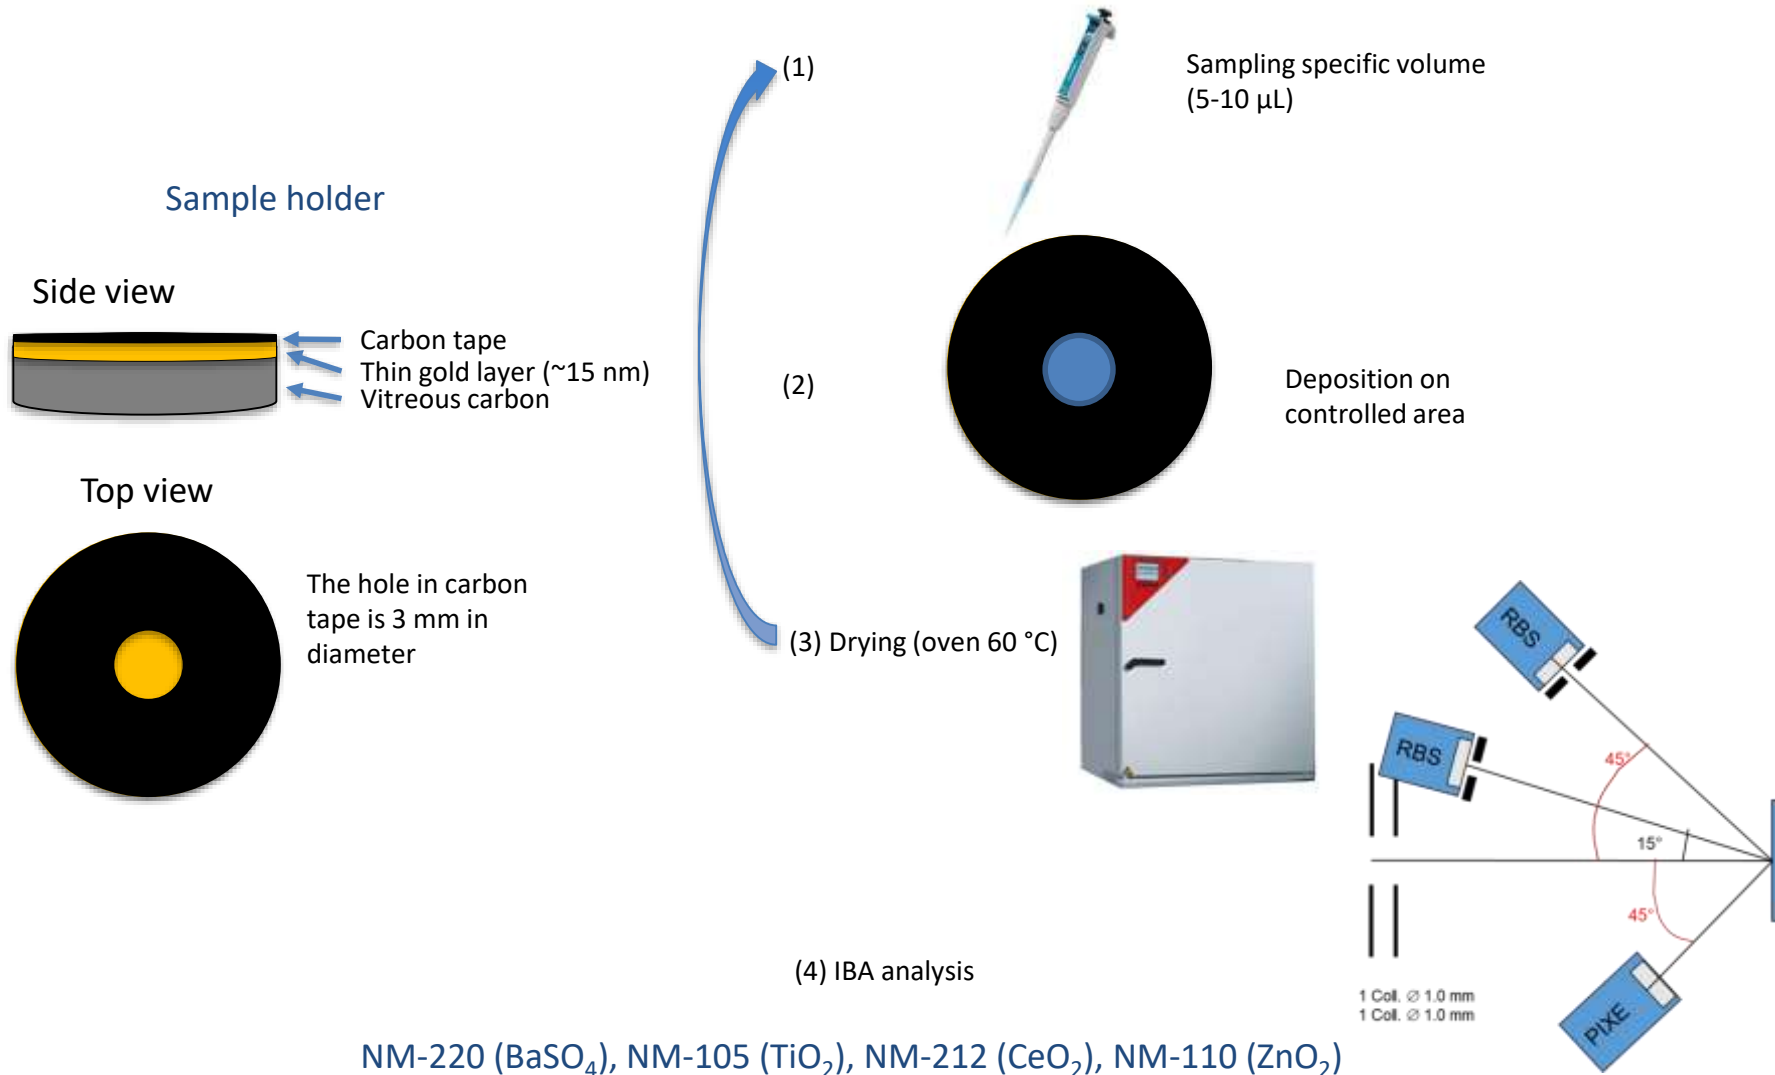 (1)
Sampling specific volume
(5-10 µL)
Sample holder
Side view
Carbon tape
Thin gold layer (~15 nm)
Vitreous carbon
(2)
Deposition on
controlled area
Top view
The hole in carbon
tape is 3 mm in
diameter
(3) Drying (oven 60 °C)
RBS
RBS
45°
15°
45°
PIXE
(4) IBA analysis
1 Coll. ∅ 1.0 mm
1 Coll. ∅ 1.0 mm
NM-220 (BaSO₄), NM-105 (TiO₂), NM-212 (CeO₂), NM-110 (ZnO₂)